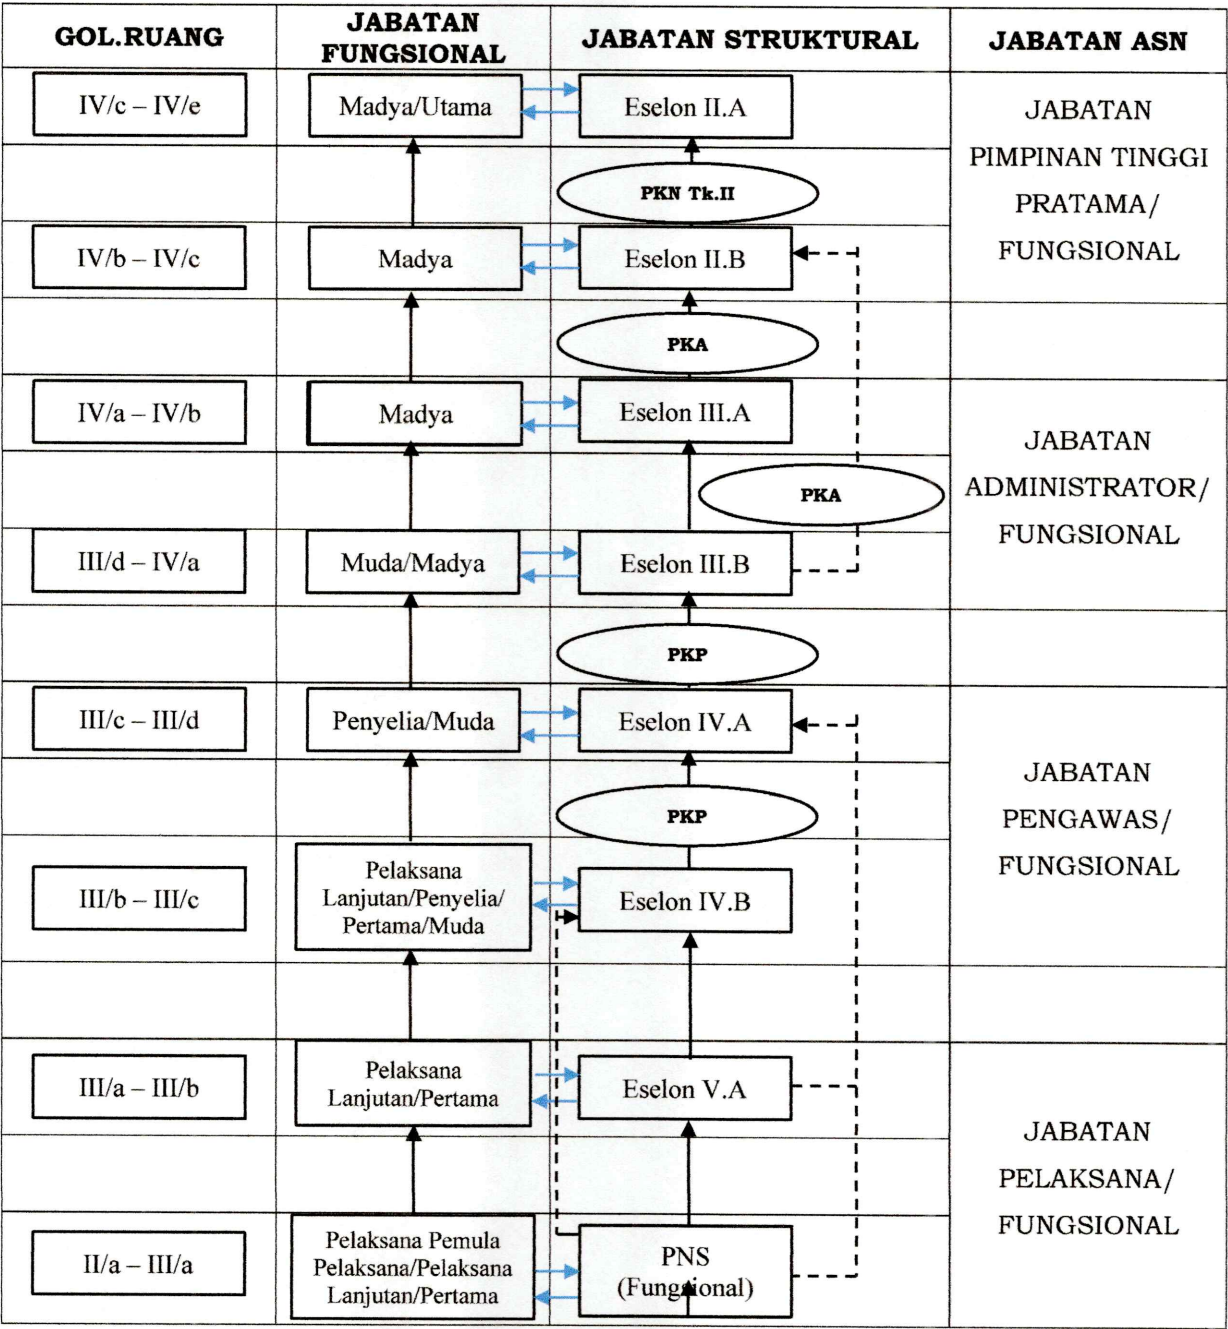 GOL.RUANG
JABATAN
FUNGSIONAL
JABATAN STRUKTURAL
JABATAN ASN
IV/c – IV/e
Madya/Utama
Eselon II.A
JABATAN
PIMPINAN TINGGI
PRATAMA/
FUNGSIONAL
PKN Tk.II
IV/b – IV/c
Madya
Eselon II.B
PKA
IV/a – IV/b
Madya
Eselon III.A
JABATAN
ADMINISTRATOR/
FUNGSIONAL
PKA
III/d – IV/a
Muda/Madya
Eselon III.B
PKP
III/c – III/d
Penyelia/Muda
Eselon IV.A
JABATAN
PENGAWAS/
FUNGSIONAL
PKP
III/b – III/c
Pelaksana
Lanjutan/Penyelia/
Pertama/Muda
Eselon IV.B
III/a – III/b
Pelaksana
Lanjutan/Pertama
Eselon V.A
JABATAN
PELAKSANA/
FUNGSIONAL
II/a – III/a
Pelaksana Pemula
Pelaksana/Pelaksana
Lanjutan/Pertama
PNS
(Fungsional)